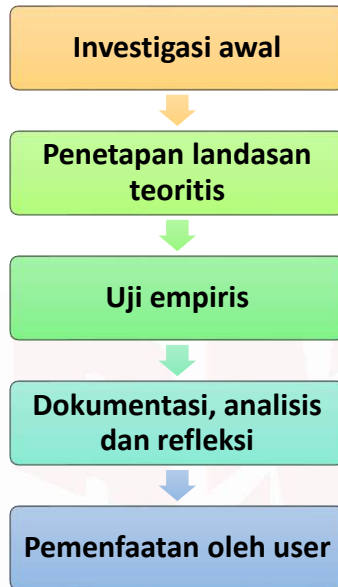 Investigasi awal
Penetapan landasan
teoritis
Uji empiris
Dokumentasi, analisis
dan refleksi
Pemenfaatan oleh user